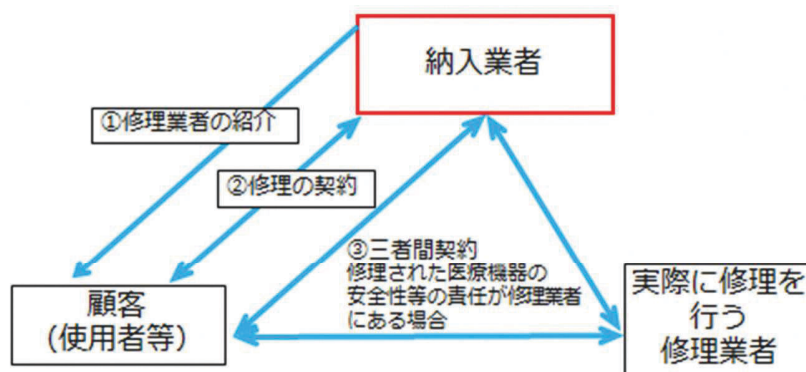 納入業者
①修理業者の紹介
②修理の契約
③三者間契約
修理された医療機器の
安全性等の責任が修理業者
にある場合
顧客
(使用者等)
実際に修理を
行う
修理業者